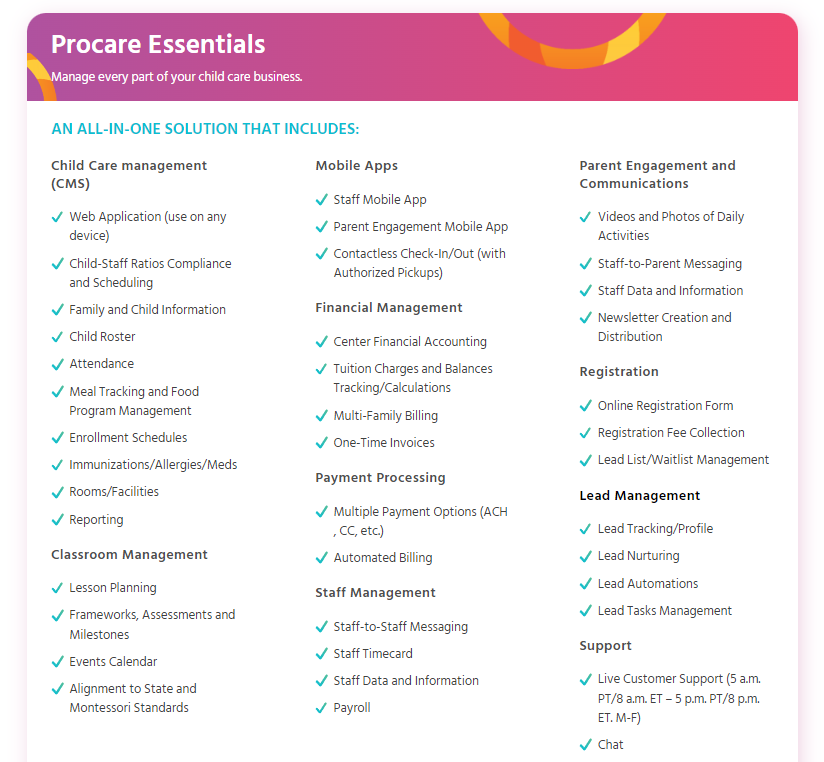 Procare Essentials
Manage every part of your child care business.
AN ALL-IN-ONE SOLUTION THAT INCLUDES:
Child Care management
(CMS)
Web Application (use on any
device)
Child-Staff Ratios Compliance
and Scheduling
Family and Child Information
Child Roster
Attendance
Meal Tracking and Food
Program Management
Enrollment Schedules
Immunizations/Allergies/Meds
Rooms/Facilities
Reporting
Classroom Management
Lesson Planning
Frameworks, Assessments and
Milestones
Events Calendar
Alignment to State and
Montessori Standards
Mobile Apps
Staff Mobile App
Parent Engagement Mobile App
Contactless Check-In/Out (with
Authorized Pickups)
Financial Management
Center Financial Accounting
Tuition Charges and Balances
Tracking/Calculations
Multi-Family Billing
One-Time Invoices
Payment Processing
Multiple Payment Options (ACH
, CC, etc.)
Automated Billing
Staff Management
Staff-to-Staff Messaging
Staff Timecard
Staff Data and Information
Payroll
Parent Engagement and
Communications
Videos and Photos of Daily
Activities
Staff-to-Parent Messaging
Staff Data and Information
Newsletter Creation and
Distribution
Registration
Online Registration Form
Registration Fee Collection
Lead List/Waitlist Management
Lead Management
Lead Tracking/Profile
Lead Nurturing
Lead Automations
Lead Tasks Management
Support
Live Customer Support (5 a.m.
PT/8 a.m. ET – 5 p.m. PT/8 p.m.
ET. M-F)
Chat